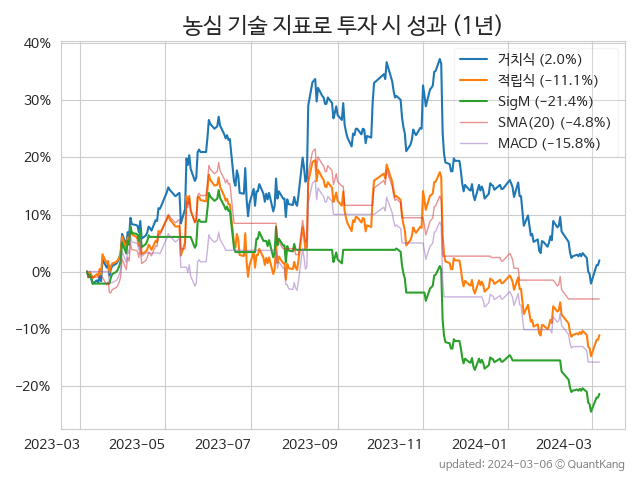 농심 기술 지표로 투자 시 성과 (1년)
40%
30%
20%
10%
0%
−10%
−20%
거치식 (2.0%)
적립식 (−11.1%)
SigM (−21.4%)
SMA(20) (−4.8%)
MACD (−15.8%)
2023−03
2023−05
2023−07
2023−09
2023−11
2024−01
2024−03
updated: 2024-03-06 ⓒ QuantKang